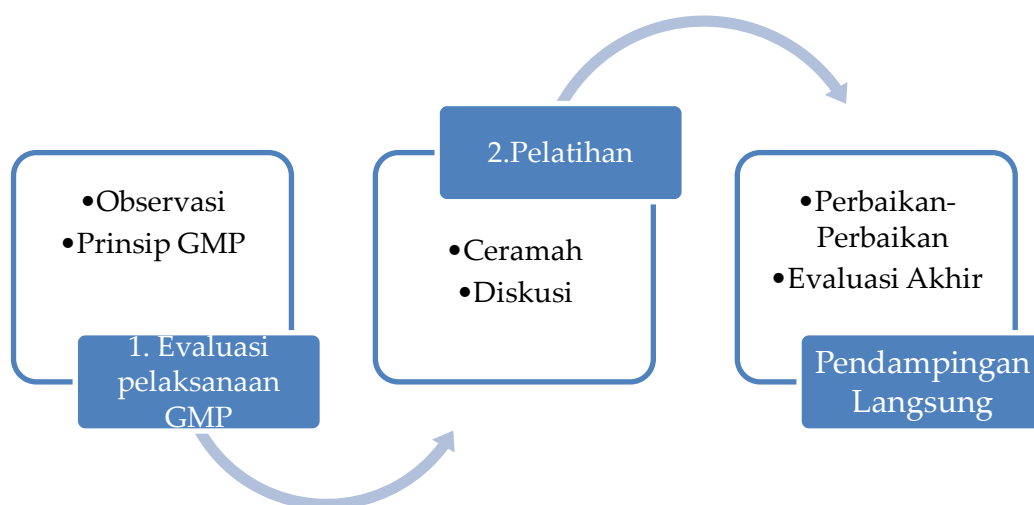 •Observasi
•Prinsip GMP
1. Evaluasi
pelaksanaan
GMP
2.Pelatihan
•Ceramah
•Diskusi
•Perbaikan-
Perbaikan
•Evaluasi Akhir
Pendampingan
Langsung